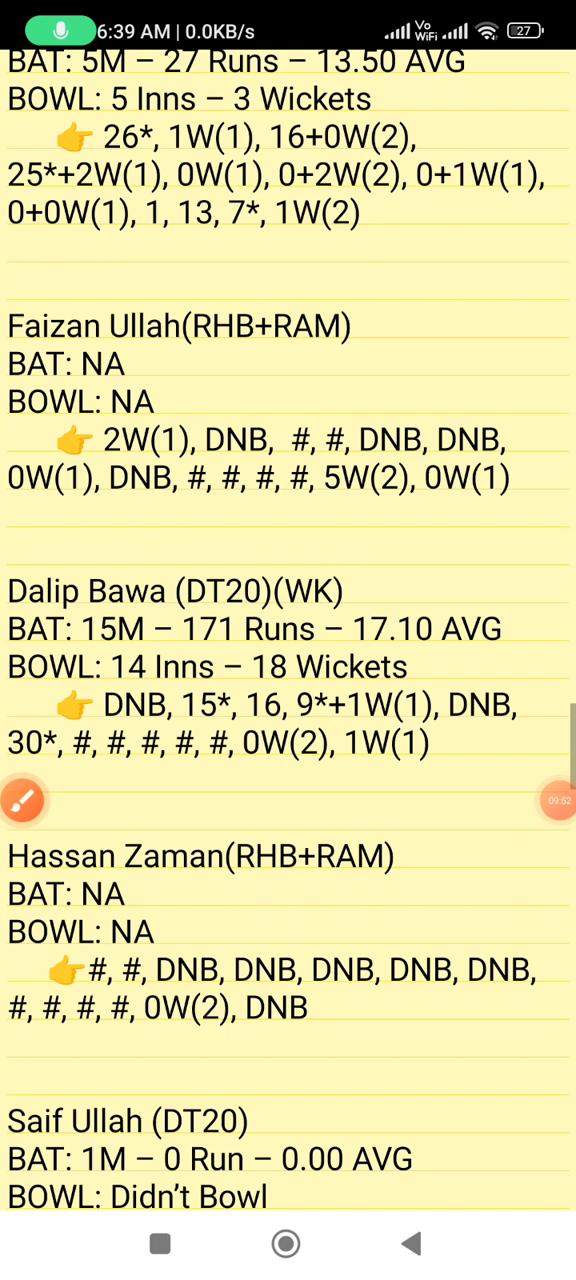 6:39 AM | 0.0KB/s
Vo
WiFi
27
BAT: 5M – 27 Runs – 13.50 AVG
BOWL: 5 Inns – 3 Wickets
👉 26*, 1W(1), 16+0W(2),
25*+2W(1), 0W(1), 0+2W(2), 0+1W(1),
0+0W(1), 1, 13, 7*, 1W(2)
Faizan Ullah(RHB+RAM)
BAT: NA
BOWL: NA
👉 2W(1), DNB,  #, #, DNB, DNB,
0W(1), DNB, #, #, #, #, 5W(2), 0W(1)
Dalip Bawa (DT20)(WK)
BAT: 15M – 171 Runs – 17.10 AVG
BOWL: 14 Inns – 18 Wickets
👉 DNB, 15*, 16, 9*+1W(1), DNB,
30*, #, #, #, #, #, 0W(2), 1W(1)
09:52
Hassan Zaman(RHB+RAM)
BAT: NA
BOWL: NA
👉#, #, DNB, DNB, DNB, DNB, DNB,
#, #, #, #, 0W(2), DNB
Saif Ullah (DT20)
BAT: 1M – 0 Run – 0.00 AVG
BOWL: Didn’t Bowl